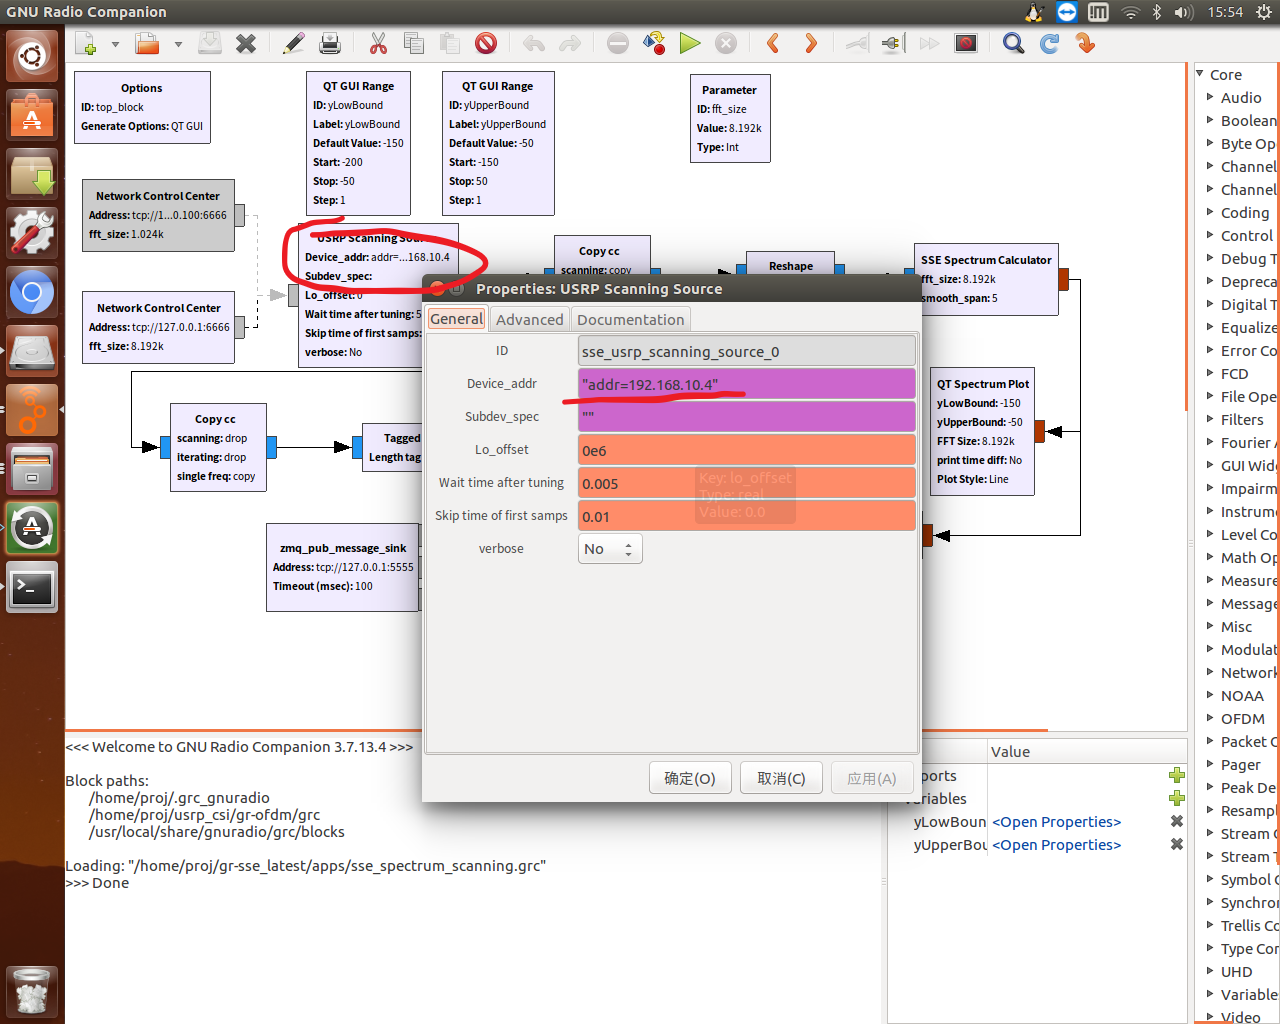 GNU Radio Companion
15:54
Options
ID: top_block
Generate Options: QT GUI
QT GUI Range
ID: yLowBound
Label: yLowBound
Default Value: -150
Start: -200
Stop: -50
Step: 1
QT GUI Range
ID: yUpperBound
Label: yUpperBound
Default Value: -50
Start: -150
Stop: 50
Step: 1
Parameter
ID: fft_size
Value: 8.192k
Type: Int
Network Control Center
Address: tcp://1...0.100:6666
fft_size: 1.024k
Network Control Center
Address: tcp://127.0.0.1:6666
fft_size: 8.192k
USRP Scanning Sour
Device_addr: addr=...168.10.4
Subdev_spec:
Lo_offset: 0
Wait time after tuning: 5
Skip time of first samps:
verbose: No
Copy cc
scanning: copy
Reshape
SSE Spectrum Calculator
fft_size: 8.192k
smooth_span: 5
QT Spectrum Plot
yLowBound: -150
yUpperBound: -50
FFT Size: 8.192k
print time diff: No
Plot Style: Line
Copy cc
scanning: drop
iterating: drop
single freq: copy
Tagged
Length tag
zmq_pub_message_sink
Address: tcp://127.0.0.1:5555
Timeout (msec): 100
Properties: USRP Scanning Source
General
Advanced
Documentation
ID
sse_usrp_scanning_source_0
Device_addr
"addr=192.168.10.4"
Subdev_spec
""
Lo_offset
0e6
Wait time after tuning
0.005
Skip time of first samps
0.01
verbose
No
Key: lo_offset
Type: real
Value: 0.0
确定(O)
取消(C)
应用(A)
<<< Welcome to GNU Radio Companion 3.7.13.4 >>>
Block paths:
/home/proj/.grc_gnuradio
/home/proj/usrp_csi/gr-ofdm/grc
/usr/local/share/gnuradio/grc/blocks
Loading: "/home/proj/gr-sse_latest/apps/sse_spectrum_scanning.grc"
>>> Done
Value
ports
ariables
yLowBoun
<Open Properties>
yUpperBou
<Open Properties>
Core
Audio
Boolean
Byte Op
Channel
Channel
Coding
Control
Debug T
Depreca
Digital T
Equalize
Error Co
FCD
File Ope
Filters
Fourier A
GUI Widg
Impairm
Instrume
Level Co
Math Op
Measure
Message
Misc
Modulat
Network
NOAA
OFDM
Packet C
Pager
Peak De
Resampl
Stream C
Stream T
Symbol C
Synchror
Trellis Co
Type Con
UHD
Variable
Video